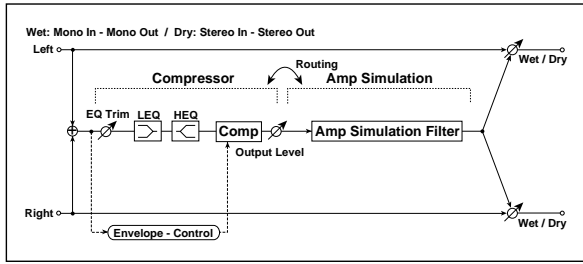 Wet: Mono In - Mono Out / Dry: Stereo In - Stereo Out
Left
Wet / Dry
Routing
Compressor
Amp Simulation
EQ Trim
LEQ
HEQ
Comp
Output Level
Amp Simulation Filter
Right
Wet / Dry
Envelope - Control